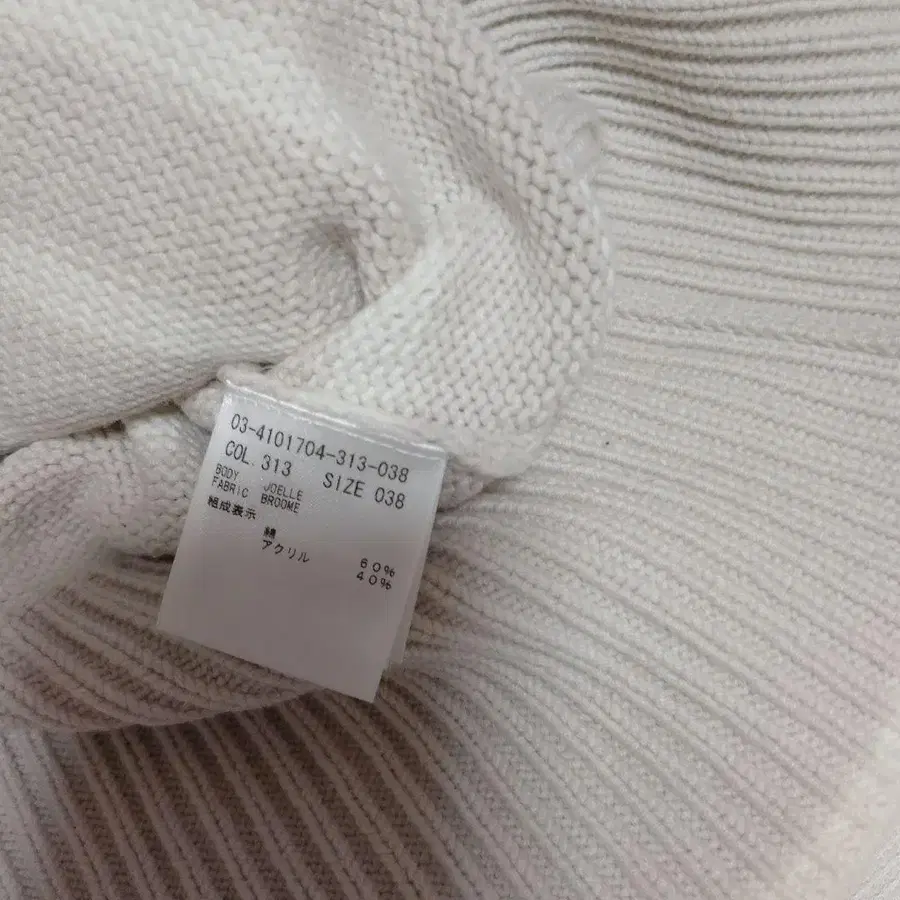 03-4101704-313-038
COL. 313 SIZE 038
BODY JOELLE
FABRIC BROOME
組成表示
綿 60%
アクリル 40%